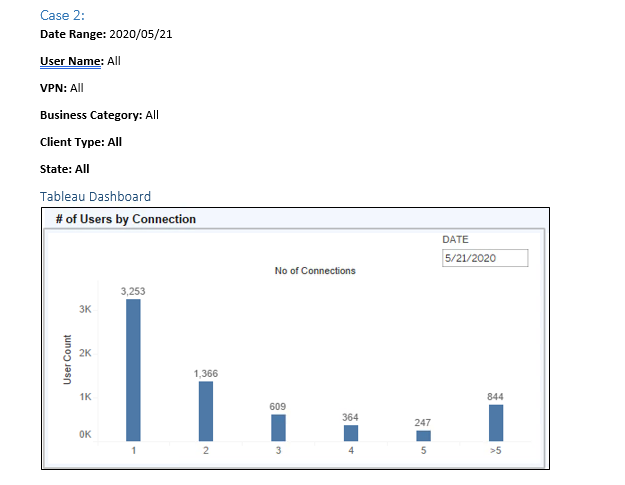 Case 2:
Date Range: 2020/05/21
User Name: All
VPN: All
Business Category: All
Client Type: All
State: All
Tableau Dashboard
# of Users by Connection
DATE
5/21/2020
No of Connections
3,253
3K
User Count
2K
1,366
1K
609
364
247
844
0K
1 2 3 4 5 >5